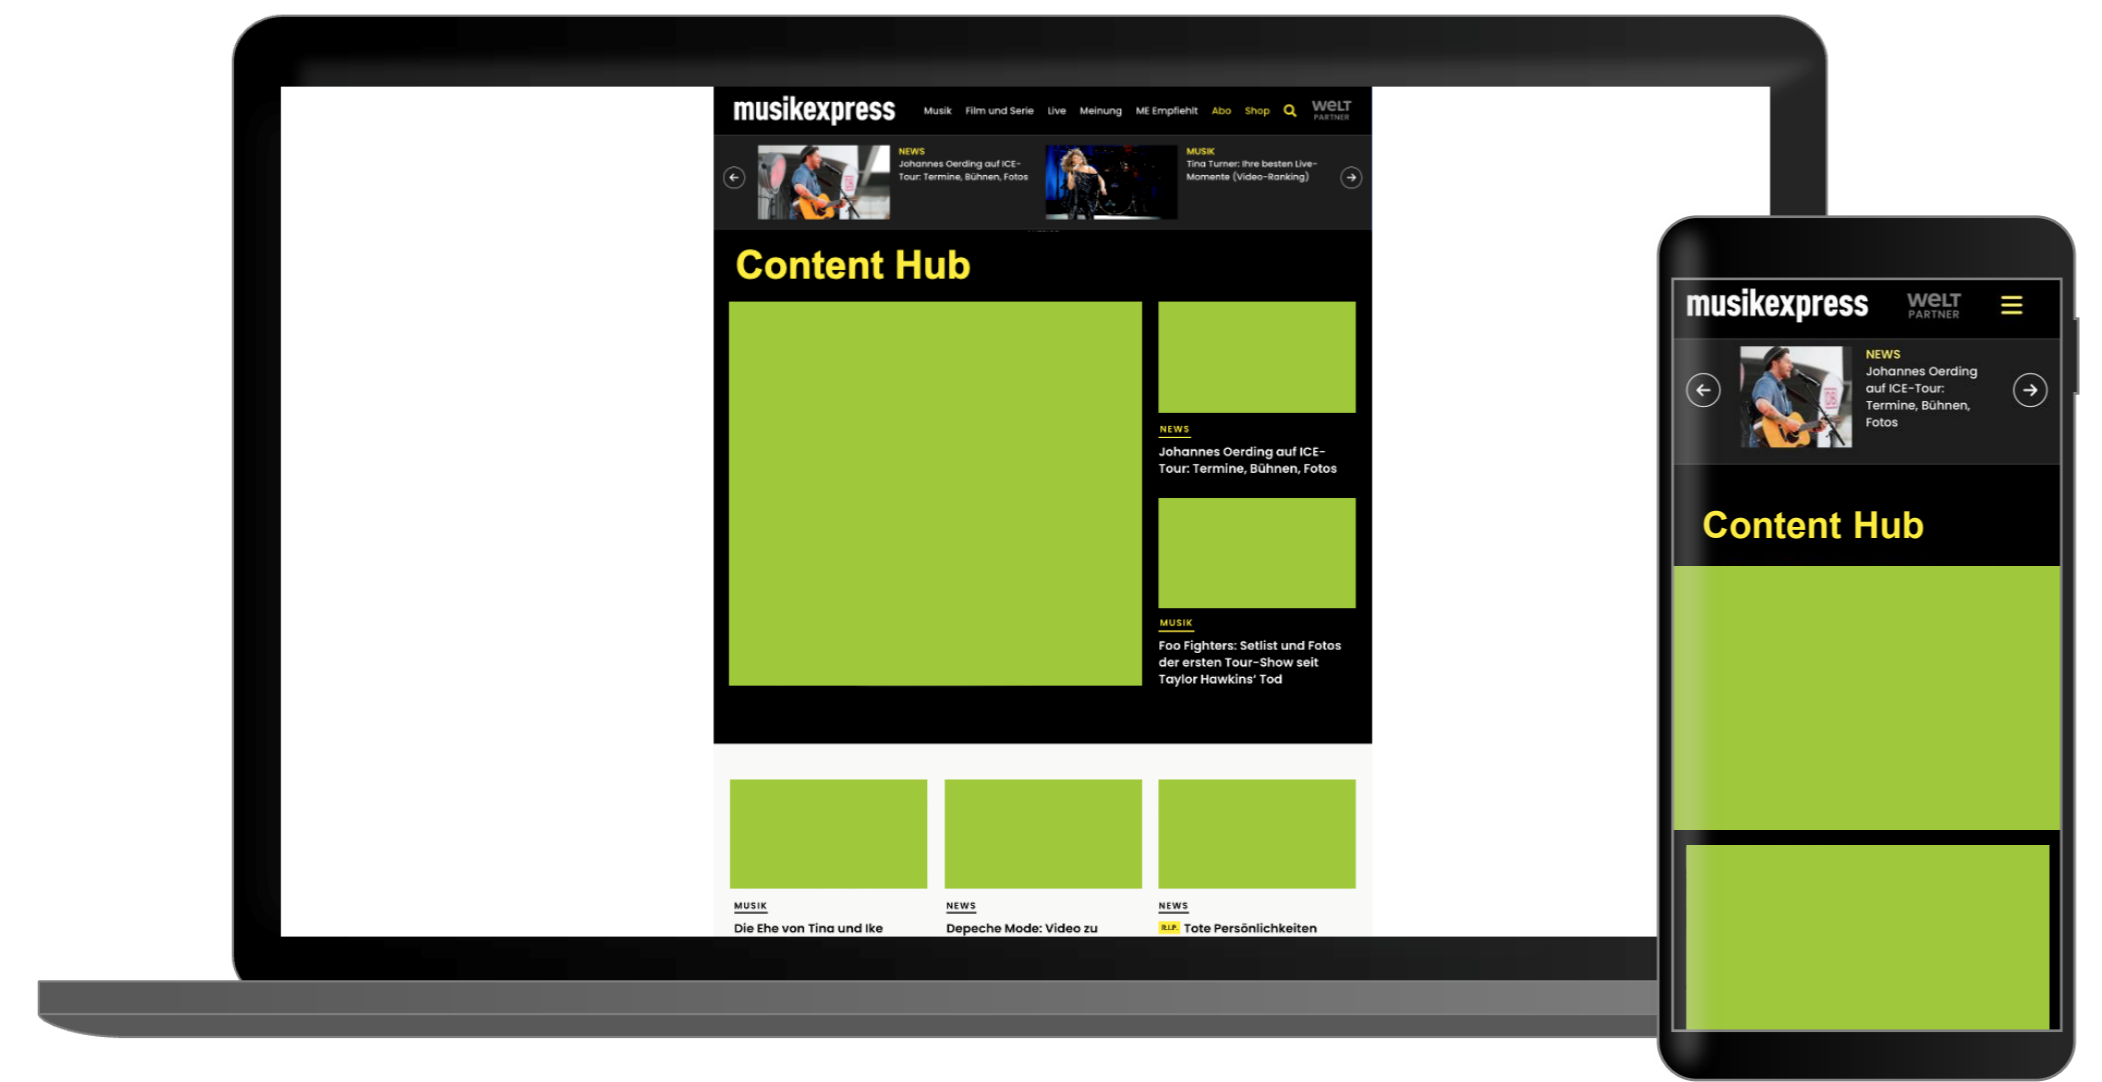 musikexpress
Musik Film und Serie Live Meinung ME Empfiehlt Abo Shop
WELT
PARTNER
NEWS
Johannes Oerding auf ICE-
Tour: Termine, Bühnen, Fotos
MUSIK
Tina Turner: Ihre besten Live-
Momente (Video-Ranking)
Content Hub
NEWS
Johannes Oerding auf ICE-
Tour: Termine, Bühnen, Fotos
MUSIK
Foo Fighters: Setlist und Fotos
der ersten Tour-Show seit
Taylor Hawkins' Tod
MUSIK
Die Ehe von Tina und Ike
NEWS
Depeche Mode: Video zu
NEWS
R.I.P. Tote Persönlichkeiten
musikexpress
WELT
PARTNER
NEWS
Johannes Oerding
auf ICE-Tour:
Termine, Bühnen,
Fotos
Content Hub